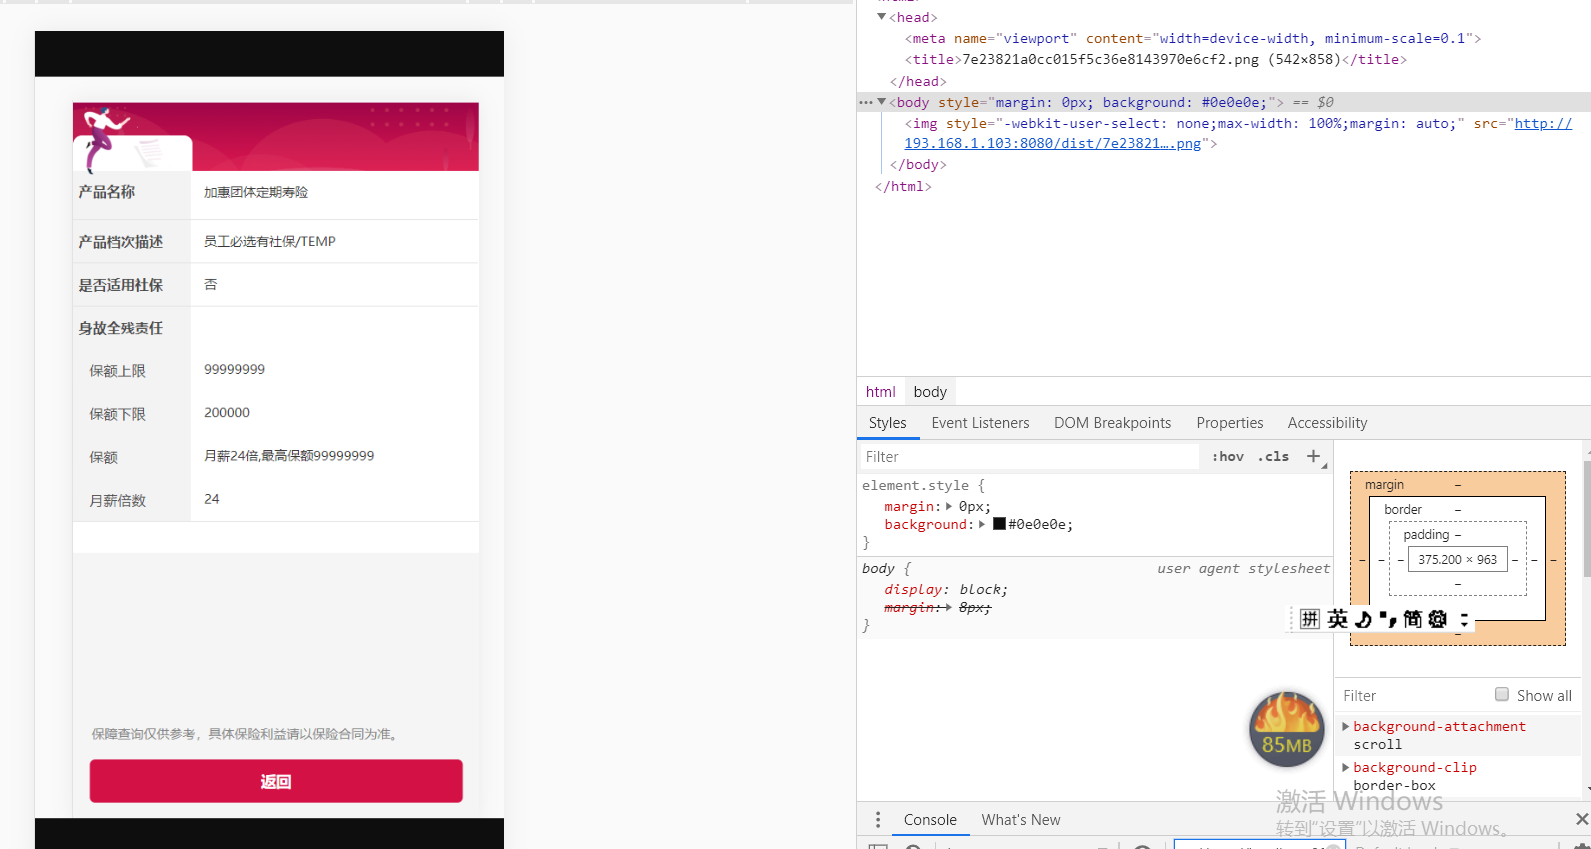 产品名称
加惠团体定期寿险
产品档次描述
员工必选有社保/TEMP
是否适用社保
否
身故全残责任
保额上限
99999999
保额下限
200000
保额
月薪24倍,最高保额99999999
月薪倍数
24
保障查询仅供参考，具体保险利益请以保险合同为准。
返回
<head>
<meta name="viewport" content="width=device-width, minimum-scale=0.1">
<title>7e23821a0cc015f5c36e8143970e6cf2.png (542×858)</title>
</head>
<body style="margin: 0px; background: #0e0e0e;"> == $0
<img style="-webkit-user-select: none;max-width: 100%;margin: auto;" src="http://
193.168.1.103:8080/dist/7e23821….png">
</body>
</html>
html body
Styles Event Listeners DOM Breakpoints Properties Accessibility
Filter :hov .cls +
element.style {
margin: 0px;
background: #0e0e0e;
}
body { user agent stylesheet
display: block;
margin: 8px;
}
margin –
border –
padding –
– – – 375.200 × 963 – – –
–
–
拼 英 简
85MB
Filter Show all
background-attachment
scroll
background-clip
border-box
激活 Windows
转到“设置”以激活 Windows。
Console What's New